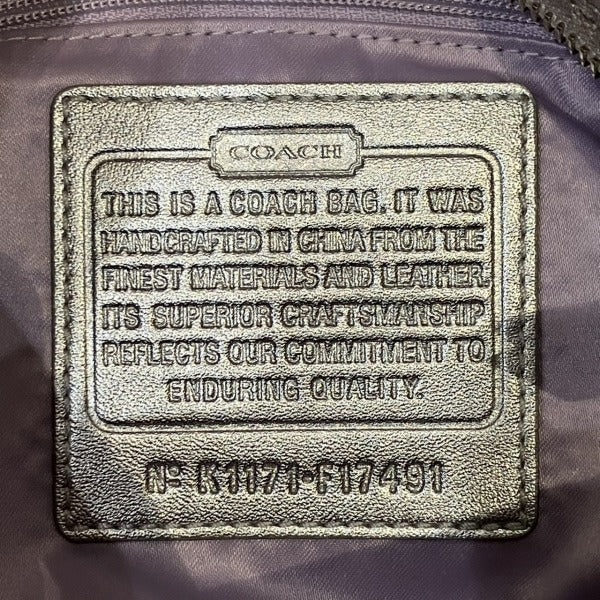 COACH
THIS IS A COACH BAG. IT WAS
HANDCRAFTED IN CHINA FROM THE
FINEST MATERIALS AND LEATHER.
ITS SUPERIOR CRAFTSMANSHIP
REFLECTS OUR COMMITMENT TO
ENDURING QUALITY.
Nº K1171-F17491